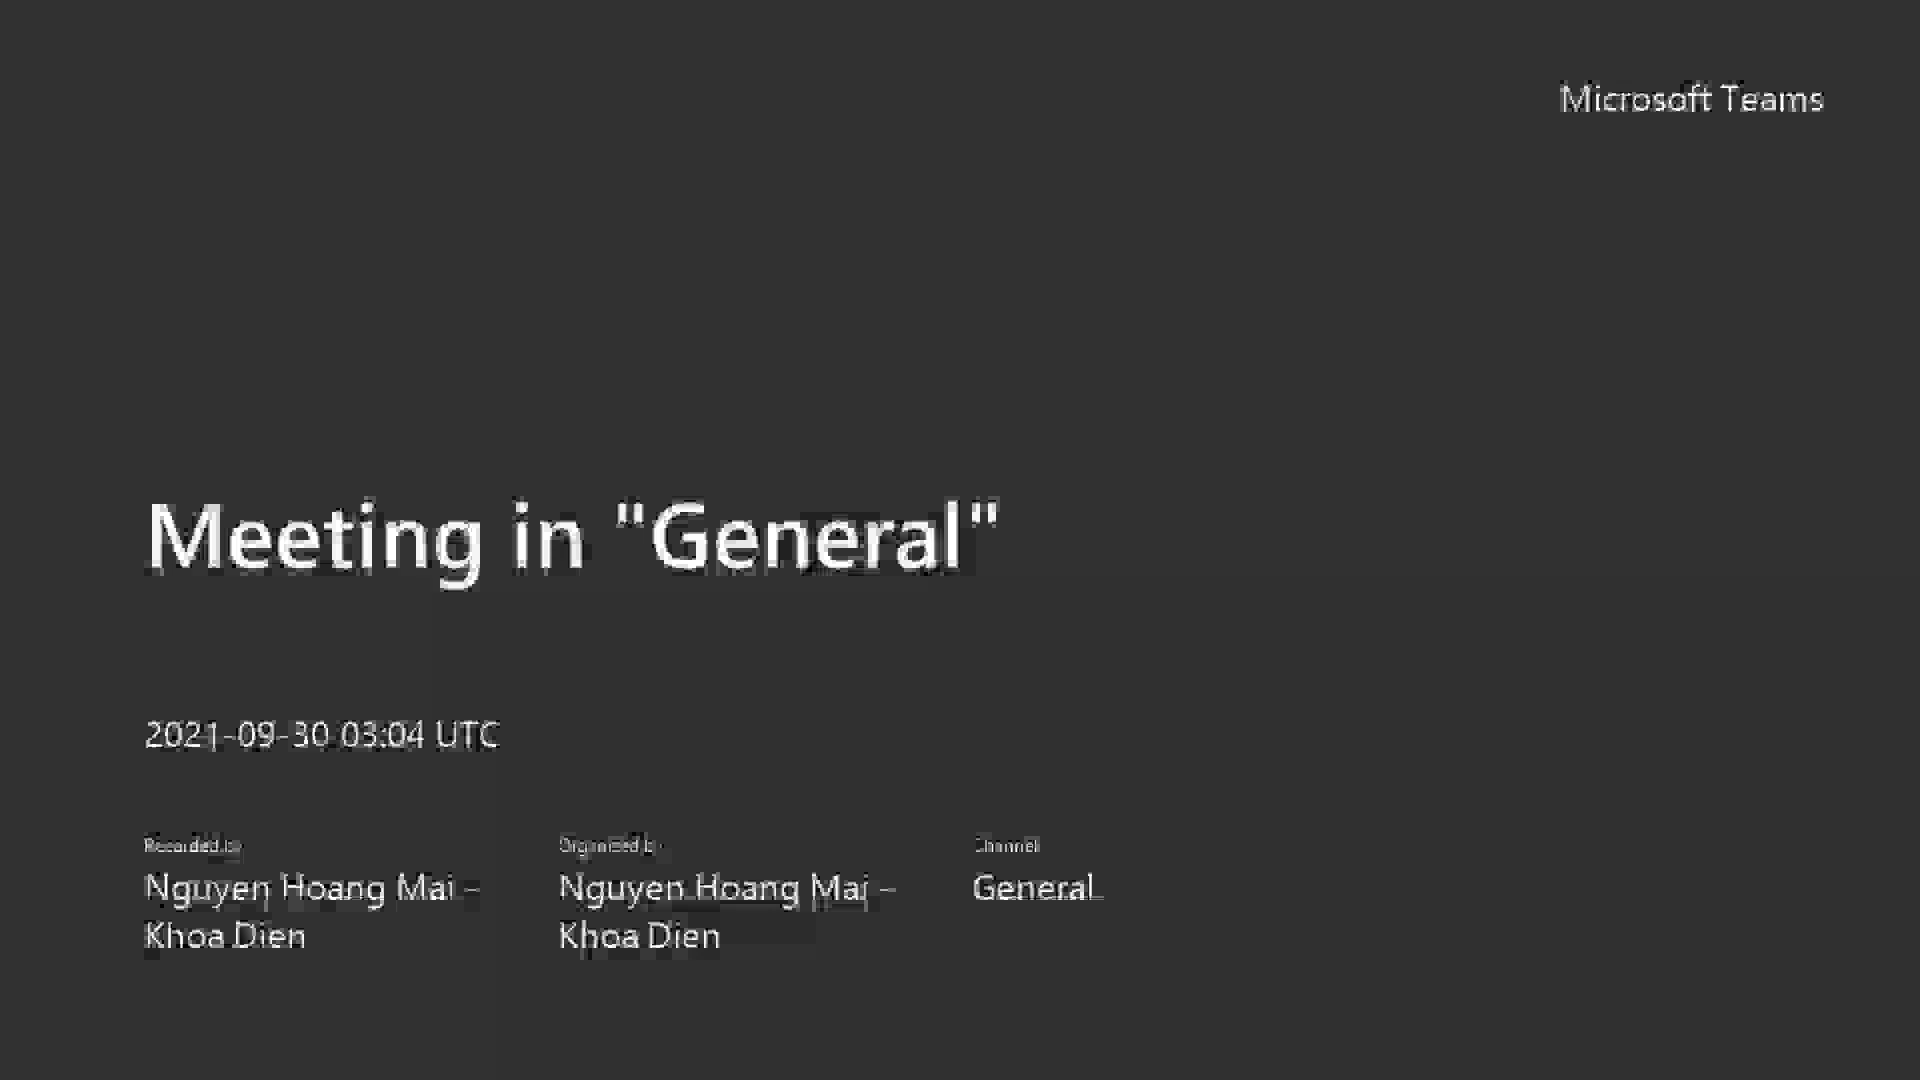 Microsoft Teams
Meeting in "General"
2021-09-30 03:04 UTC
Recorded by
Organized by
Channel
Nguyen Hoang Mai –
Nguyen Hoang Mai –
General
Khoa Dien
Khoa Dien